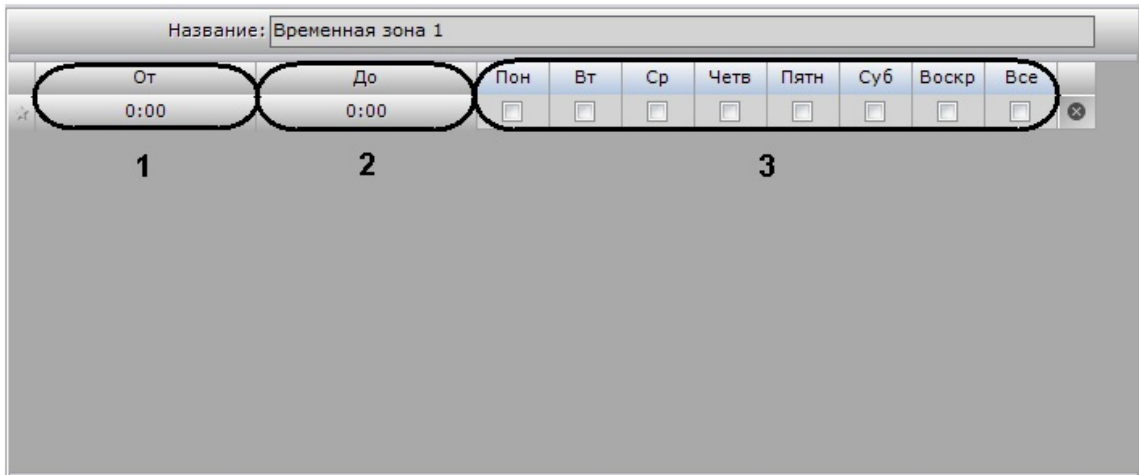 Название: Временная зона 1
От До Пон Вт Ср Четв Пятн Суб Воскр Все
0:00 0:00
1 2 3